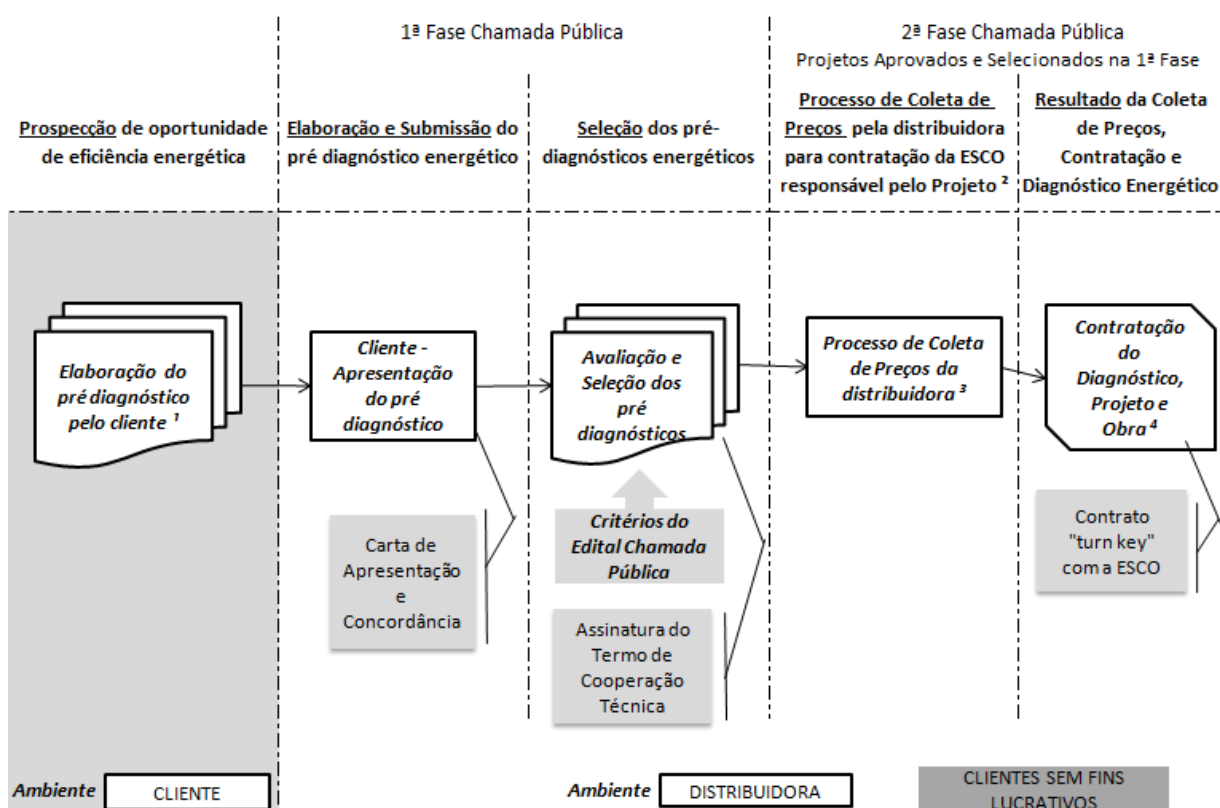 1ª Fase Chamada Pública
2ª Fase Chamada Pública
Projetos Aprovados e Selecionados na 1ª Fase
Prospecção de oportunidade
de eficiência energética
Elaboração e Submissão do
pré diagnóstico energético
Seleção dos pré-
diagnósticos energéticos
Processo de Coleta de
Preços pela distribuidora
para contratação da ESCO
responsável pelo Projeto ²
Resultado da Coleta
de Preços,
Contratação e
Diagnóstico Energético
Elaboração do
pré diagnóstico
pelo cliente ¹
Cliente -
Apresentação
do pré
diagnóstico
Avaliação e
Seleção dos
pré
diagnósticos
Processo de Coleta
de Preços da
distribuidora ³
Contratação
do
Diagnóstico,
Projeto e
Obra ⁴
Carta de
Apresentação
e
Concordância
Critérios do
Edital Chamada
Pública
Assinatura do
Termo de
Cooperação
Técnica
Contrato
"turn key"
com a ESCO
Ambiente CLIENTE
Ambiente DISTRIBUIDORA
CLIENTES SEM FINS
LUCRATIVOS